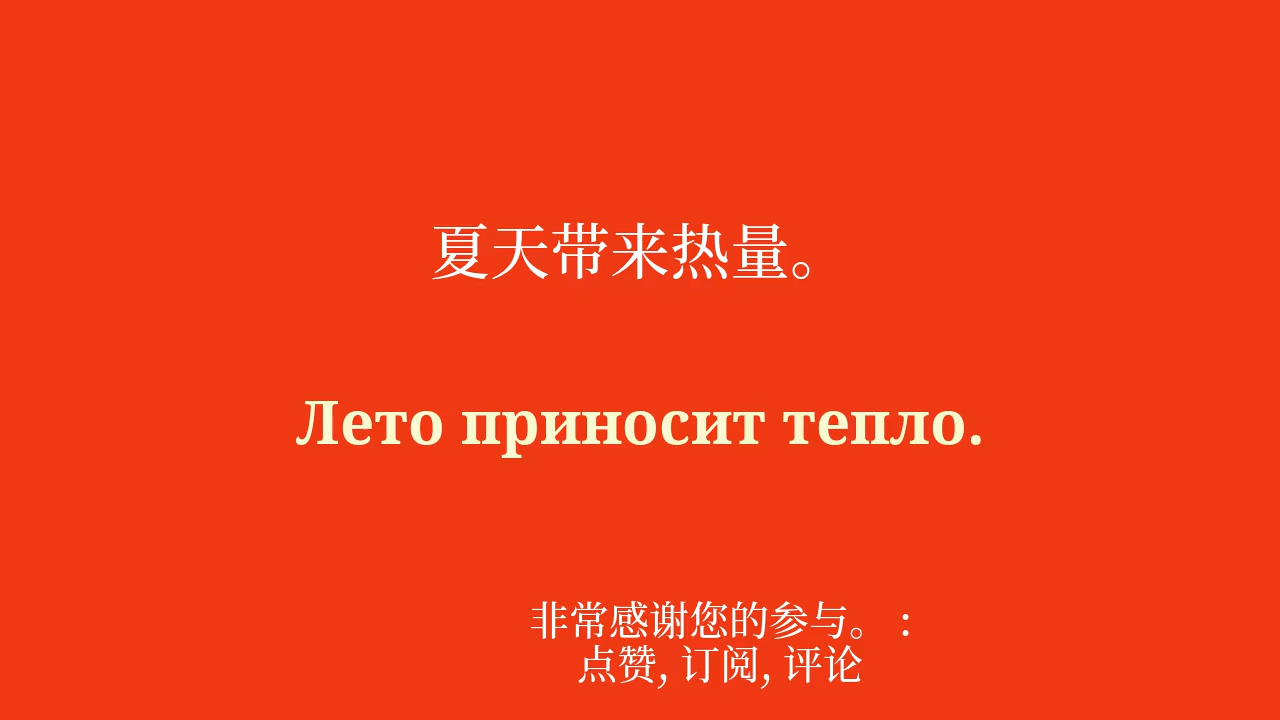 夏天带来热量。
Лето приносит тепло.
非常感谢您的参与。 :
点赞, 订阅, 评论